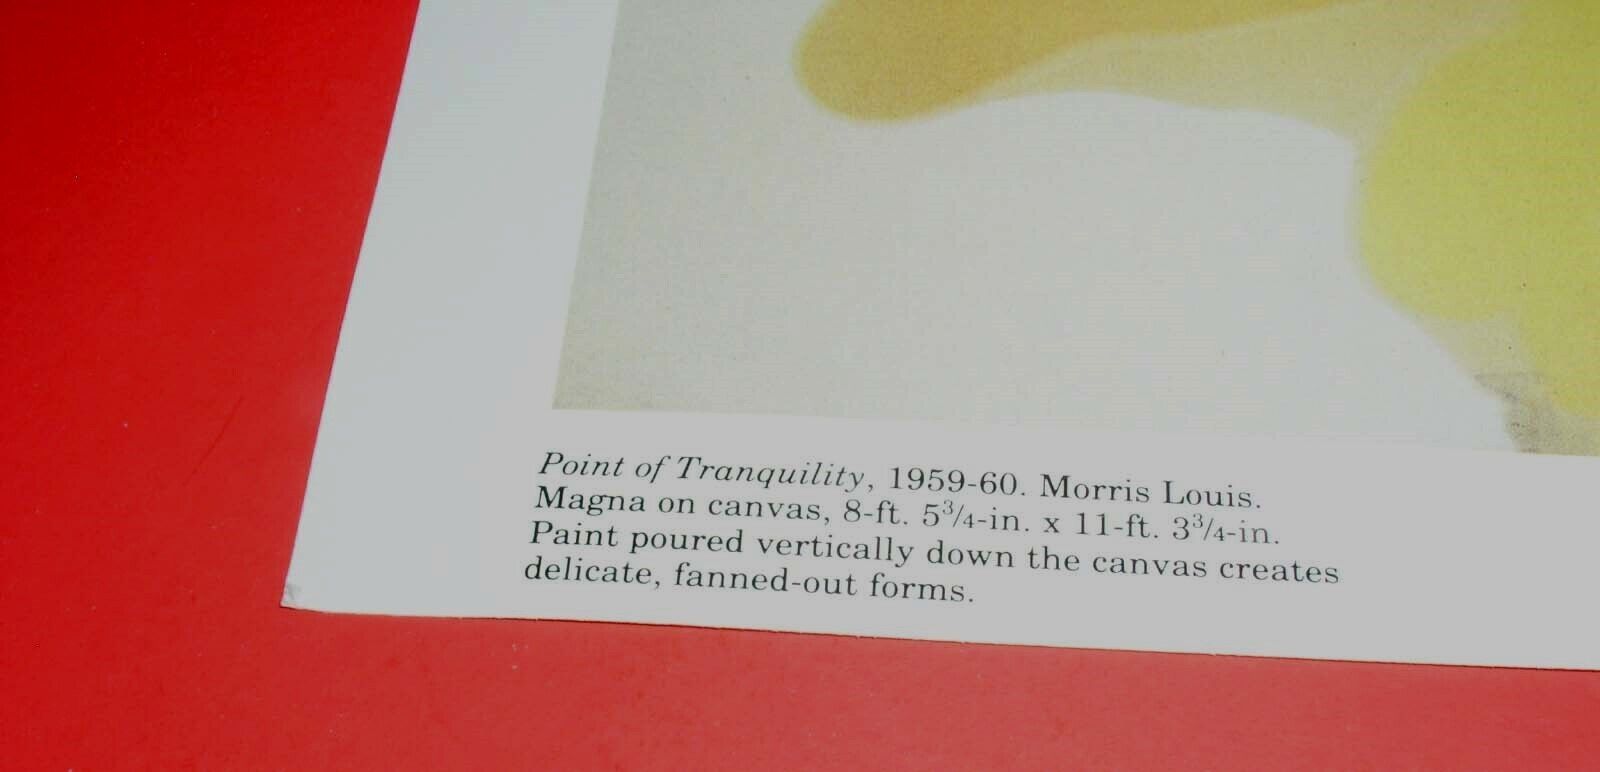 Point of Tranquility, 1959-60. Morris Louis.
Magna on canvas, 8-ft. 5¾-in. x 11-ft. 3¾-in.
Paint poured vertically down the canvas creates
delicate, fanned-out forms.